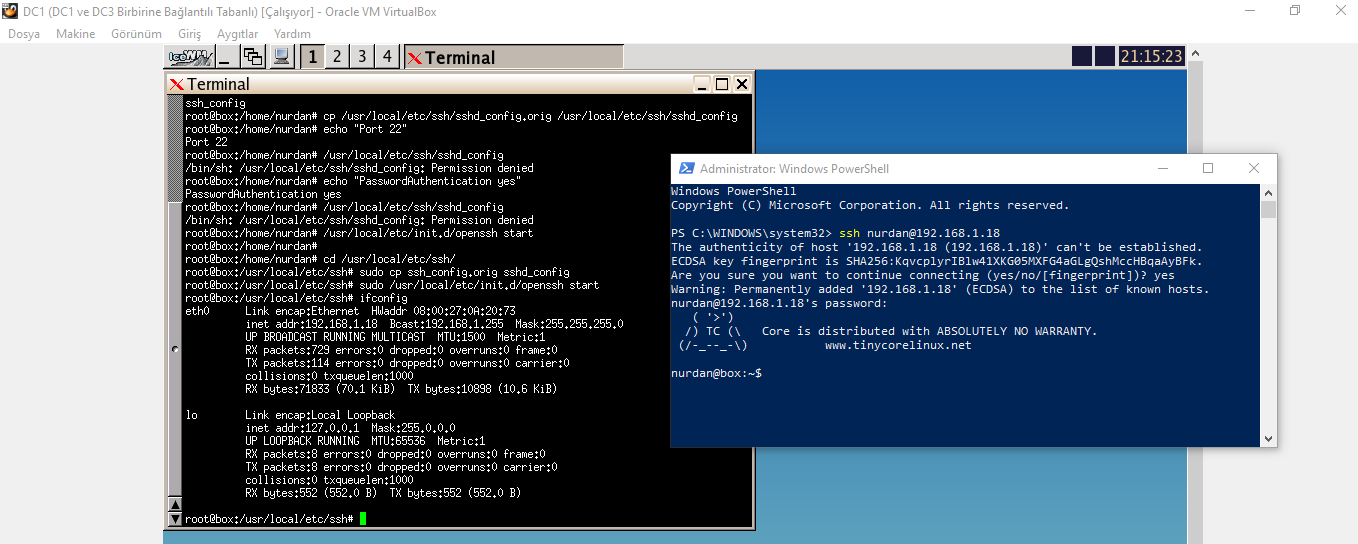 DC1 (DC1 ve DC3 Birbirine Bağlantılı Tabanlı) [Çalışıyor] - Oracle VM VirtualBox
Dosya Makine Görünüm Giriş Aygıtlar Yardım
IceWM 1 2 3 4 Terminal 21:15:23
Terminal
ssh_config
root@box:/home/nurdan# cp /usr/local/etc/ssh/sshd_config.orig /usr/local/etc/ssh/sshd_config
root@box:/home/nurdan# echo "Port 22"
Port 22
root@box:/home/nurdan# /usr/local/etc/ssh/sshd_config
/bin/sh: /usr/local/etc/ssh/sshd_config: Permission denied
root@box:/home/nurdan# echo "PasswordAuthentication yes"
PasswordAuthentication yes
root@box:/home/nurdan# /usr/local/etc/ssh/sshd_config
/bin/sh: /usr/local/etc/ssh/sshd_config: Permission denied
root@box:/home/nurdan# /usr/local/etc/init.d/openssh start
root@box:/home/nurdan#
root@box:/home/nurdan# cd /usr/local/etc/ssh/
root@box:/usr/local/etc/ssh# sudo cp ssh_config.orig sshd_config
root@box:/usr/local/etc/ssh# sudo /usr/local/etc/init.d/openssh start
root@box:/usr/local/etc/ssh# ifconfig
eth0 Link encap:Ethernet HWaddr 08:00:27:0A:20:73
inet addr:192.168.1.18 Bcast:192.168.1.255 Mask:255.255.255.0
UP BROADCAST RUNNING MULTICAST MTU:1500 Metric:1
RX packets:729 errors:0 dropped:0 overruns:0 frame:0
TX packets:114 errors:0 dropped:0 overruns:0 carrier:0
collisions:0 txqueuelen:1000
RX bytes:71833 (70.1 KiB) TX bytes:10898 (10.6 KiB)
lo Link encap:Local Loopback
inet addr:127.0.0.1 Mask:255.0.0.0
UP LOOPBACK RUNNING MTU:65536 Metric:1
RX packets:8 errors:0 dropped:0 overruns:0 frame:0
TX packets:8 errors:0 dropped:0 overruns:0 carrier:0
collisions:0 txqueuelen:1000
RX bytes:552 (552.0 B) TX bytes:552 (552.0 B)
root@box:/usr/local/etc/ssh#
Administrator: Windows PowerShell
Windows PowerShell
Copyright (C) Microsoft Corporation. All rights reserved.
PS C:\WINDOWS\system32> ssh nurdan@192.168.1.18
The authenticity of host '192.168.1.18 (192.168.1.18)' can't be established.
ECDSA key fingerprint is SHA256:KqvcplyrIBlw41XKG05MXFG4aGLgQshMccHBqaAyBFk.
Are you sure you want to continue connecting (yes/no/[fingerprint])? yes
Warning: Permanently added '192.168.1.18' (ECDSA) to the list of known hosts.
nurdan@192.168.1.18's password:
( '>')
/) TC (\ Core is distributed with ABSOLUTELY NO WARRANTY.
(/-_--_-\) www.tinycorelinux.net
nurdan@box:~$